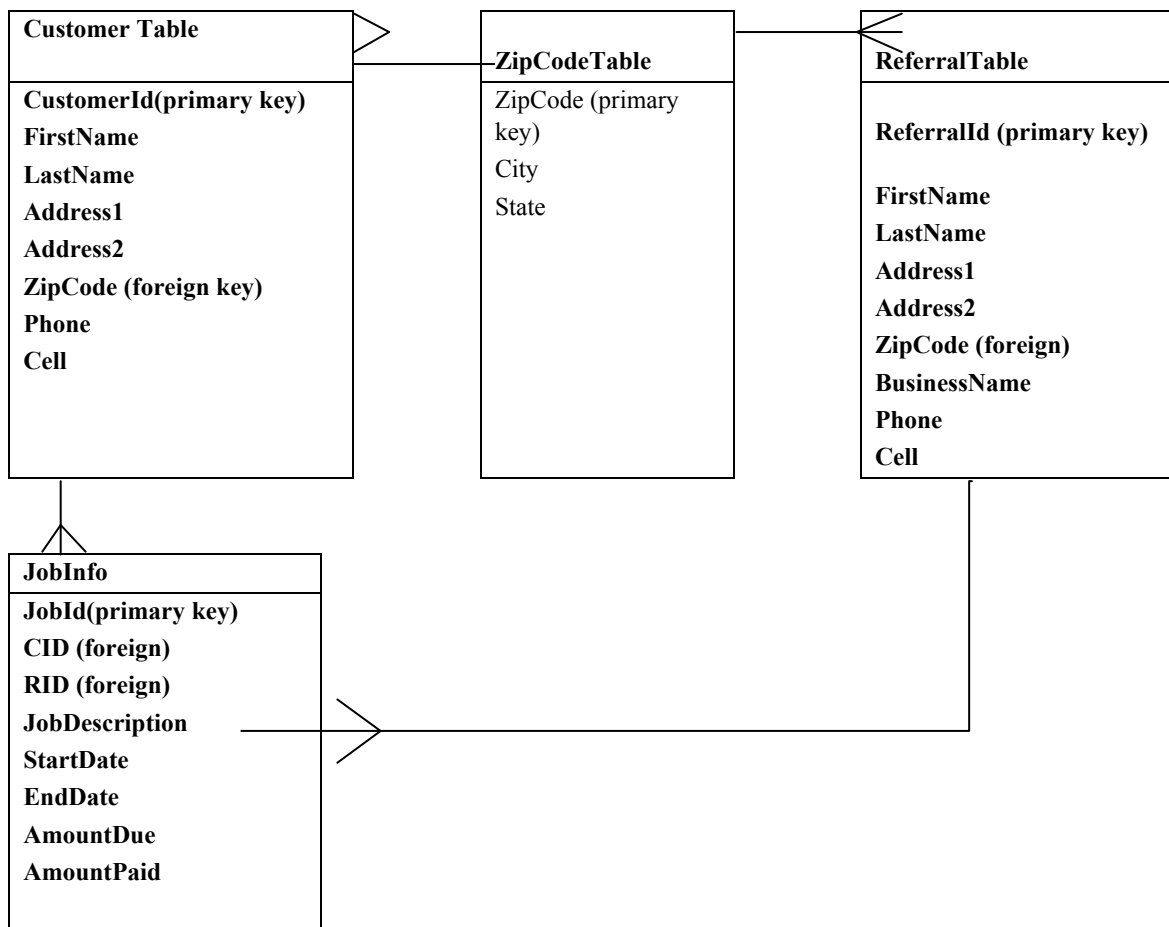 Customer Table
CustomerId(primary key)
FirstName
LastName
Address1
Address2
ZipCode (foreign key)
Phone
Cell
ZipCodeTable
ZipCode (primary
key)
City
State
ReferralTable
ReferralId (primary key)
FirstName
LastName
Address1
Address2
ZipCode (foreign)
BusinessName
Phone
Cell
JobInfo
JobId(primary key)
CID (foreign)
RID (foreign)
JobDescription
StartDate
EndDate
AmountDue
AmountPaid